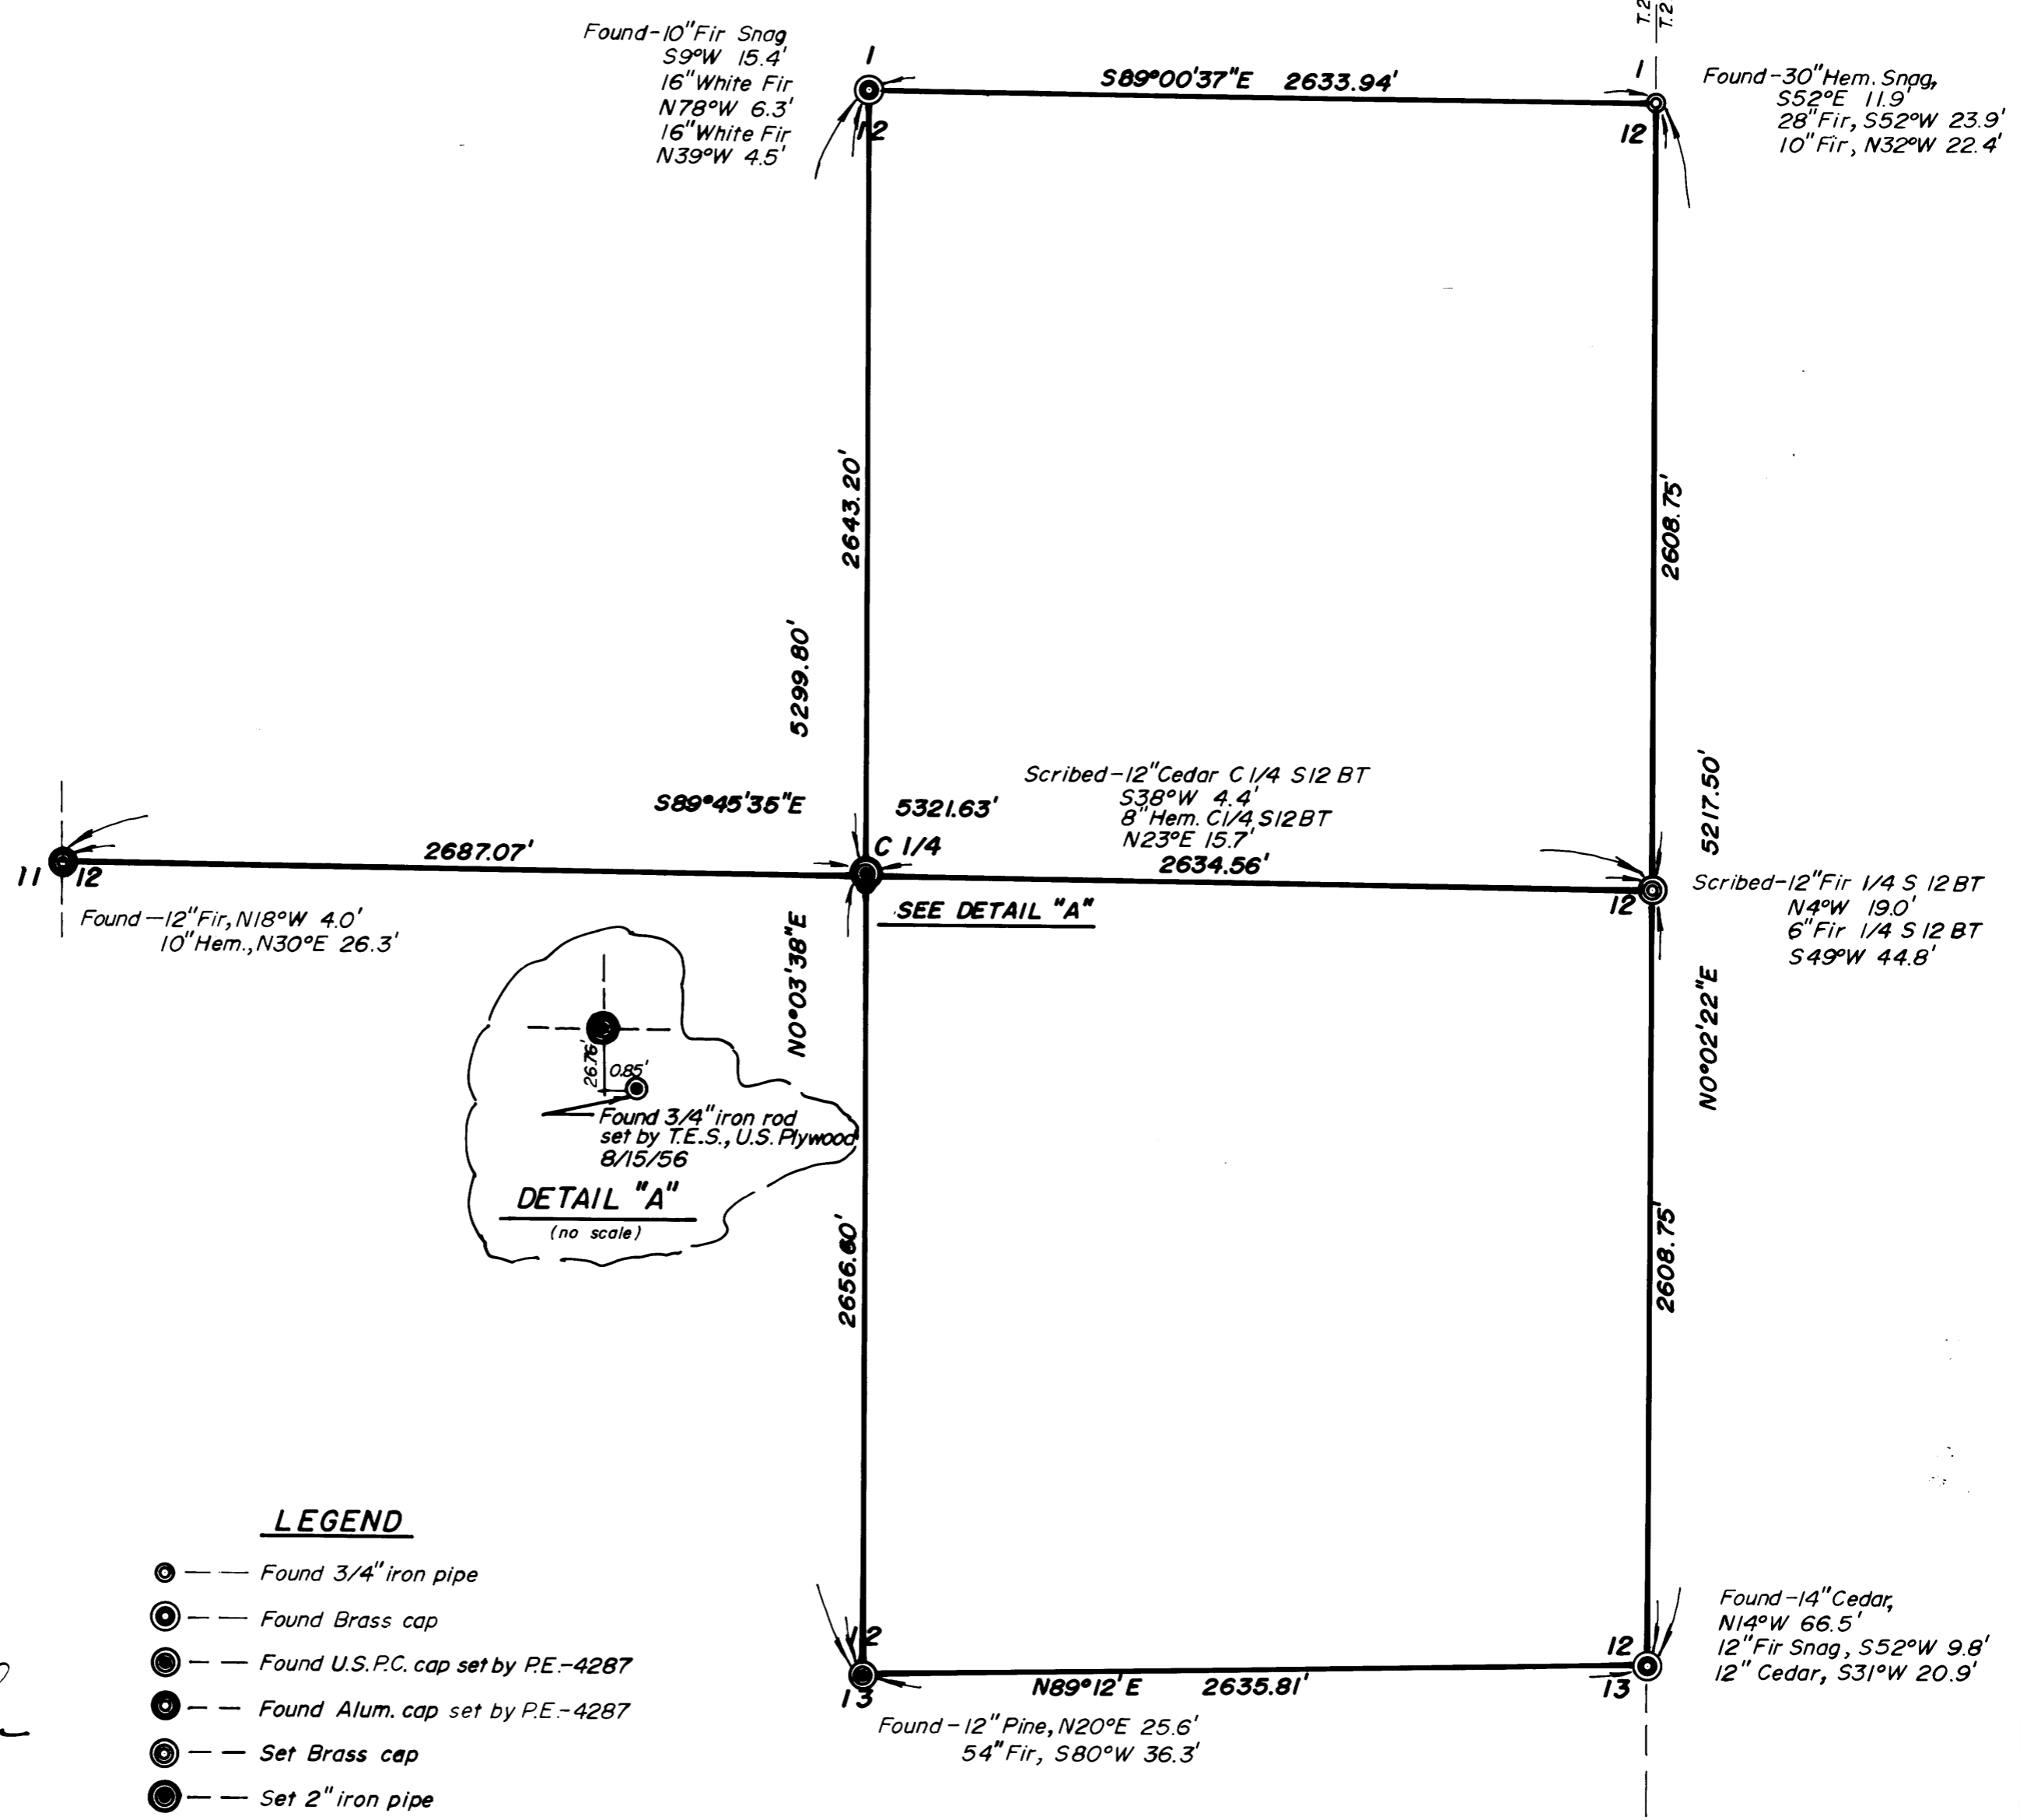 T.2
T.2
Found-10"Fir Snag
S9°W 15.4'
16"White Fir
N78°W 6.3'
16"White Fir
N39°W 4.5'
1
12
S89°00'37"E 2633.94'
1
12
Found-30"Hem. Snag,
S52°E 11.9'
28"Fir, S52°W 23.9'
10"Fir, N32°W 22.4'
2643.20'
2608.75'
5299.80'
5217.50'
Scribed-12"Cedar C 1/4 S12 BT
S38°W 4.4'
8"Hem. C1/4 S12BT
N23°E 15.7'
S89°45'35"E 5321.63'
C 1/4
2687.07'
2634.56'
11 12
12
SEE DETAIL "A"
Scribed-12"Fir 1/4 S 12 BT
N4°W 19.0'
6"Fir 1/4 S 12 BT
S49°W 44.8'
Found-12"Fir, N18°W 4.0'
10"Hem., N30°E 26.3'
N0°03'38"E
N0°02'22"E
26.76'
0.85'
Found 3/4"iron rod
set by T.E.S., U.S. Plywood
8/15/56
DETAIL "A"
(no scale)
2656.60'
2608.75'
LEGEND
Found 3/4"iron pipe
Found Brass cap
Found U.S.P.C. cap set by P.E.-4287
Found Alum. cap set by P.E.-4287
Set Brass cap
Set 2"iron pipe
12
13
N89°12'E 2635.81'
12
13
Found-14"Cedar,
N14°W 66.5'
12"Fir Snag, S52°W 9.8'
12" Cedar, S31°W 20.9'
Found-12"Pine, N20°E 25.6'
54"Fir, S80°W 36.3'